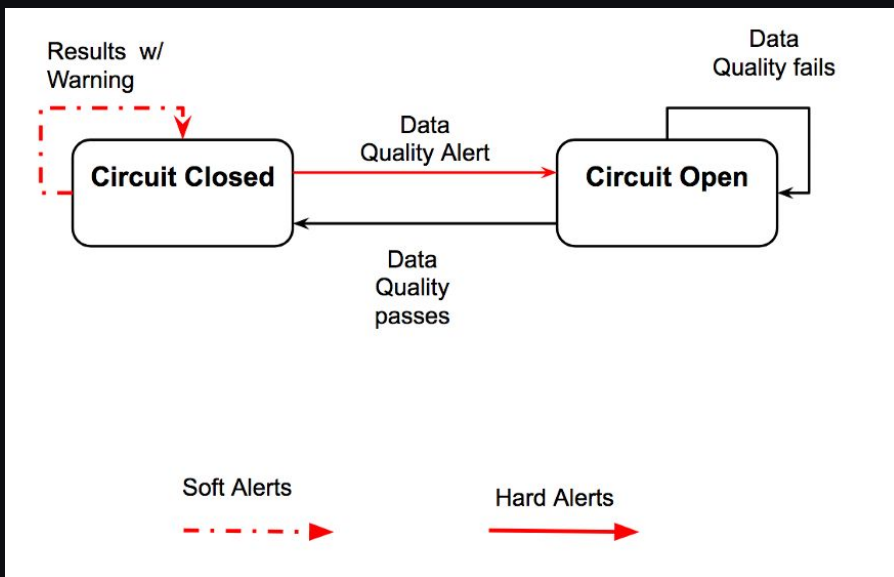 Results w/
Warning
Data
Quality fails
Data
Quality Alert
Circuit Closed
Circuit Open
Data
Quality
passes
Soft Alerts
Hard Alerts